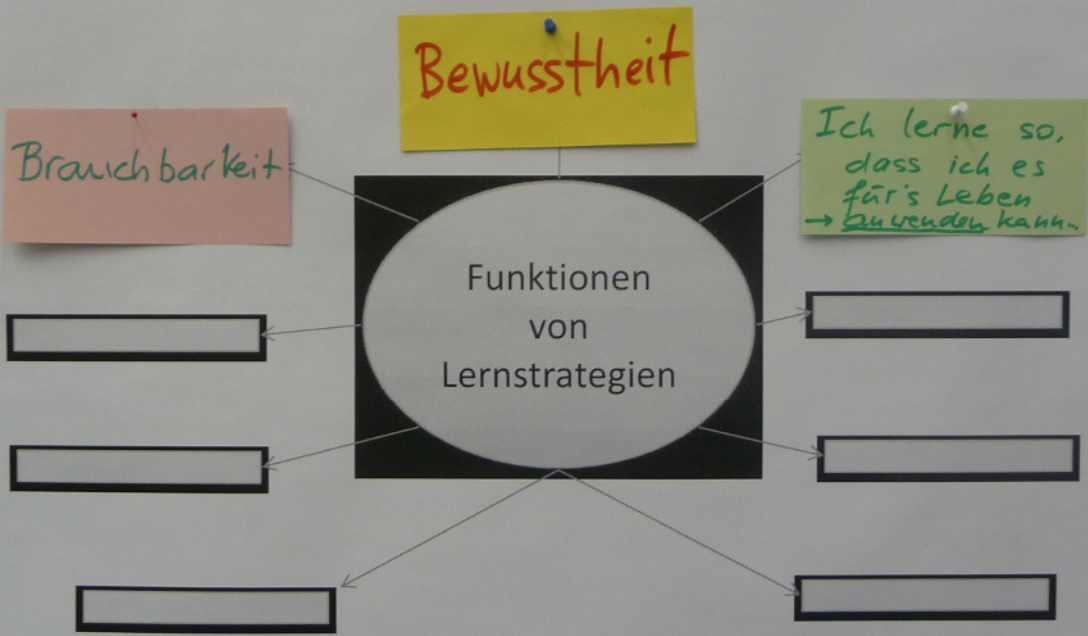 Bewusstheit
Brauchbarkeit
Ich lerne so,
dass ich es
für's Leben
→ anwenden kann..
Funktionen
von
Lernstrategien